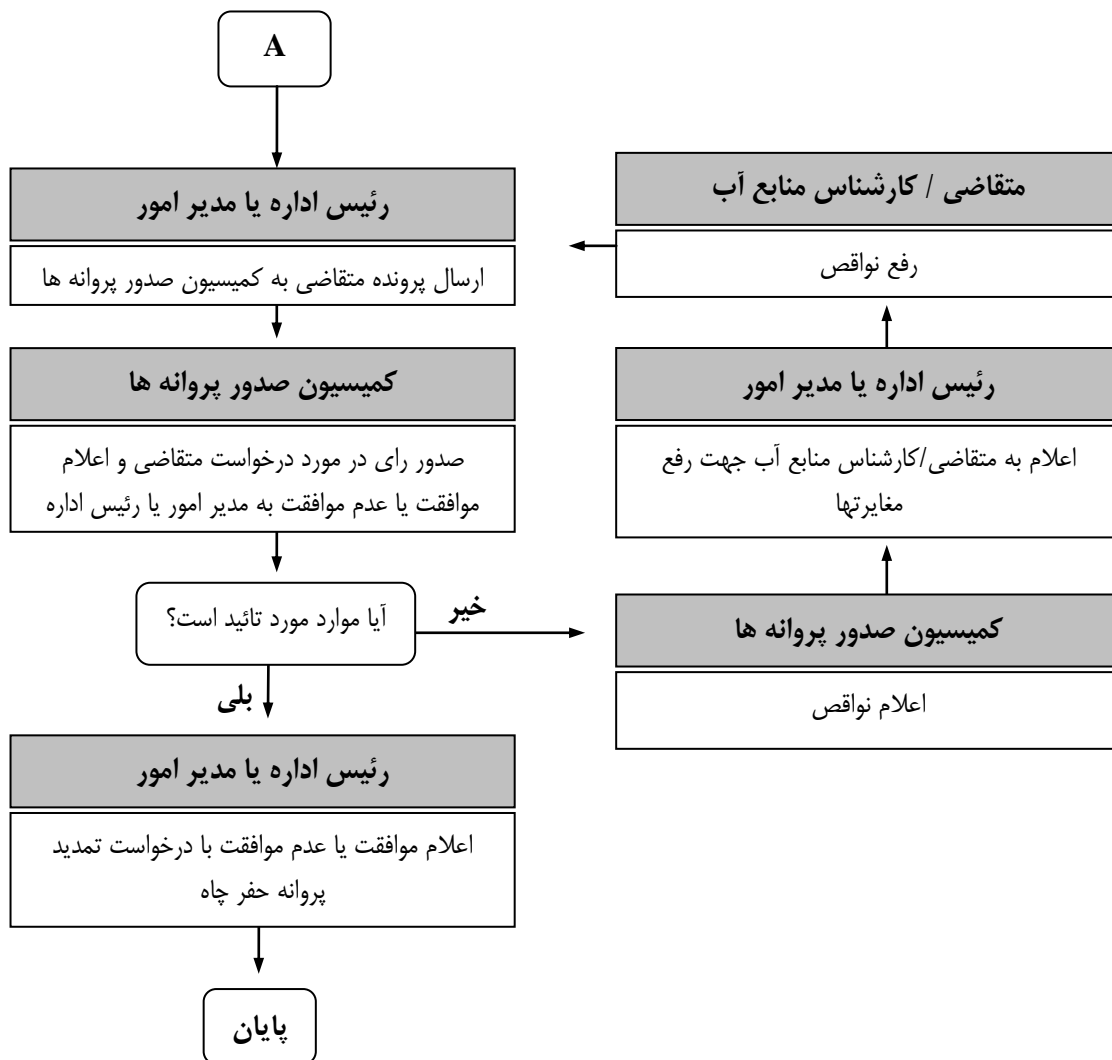 A
رئیس اداره یا مدیر امور
ارسال پرونده متقاضی به کمیسیون صدور پروانه ها
کمیسیون صدور پروانه ها
صدور رای در مورد درخواست متقاضی و اعلام
موافقت یا عدم موافقت به مدیر امور یا رئیس اداره
آیا موارد مورد تائید است؟
خیر
بلی
رئیس اداره یا مدیر امور
اعلام موافقت یا عدم موافقت با درخواست تمدید
پروانه حفر چاه
پایان
کمیسیون صدور پروانه ها
اعلام نواقص
رئیس اداره یا مدیر امور
اعلام به متقاضی/کارشناس منابع آب جهت رفع
مغایرتها
متقاضی / کارشناس منابع آب
رفع نواقص